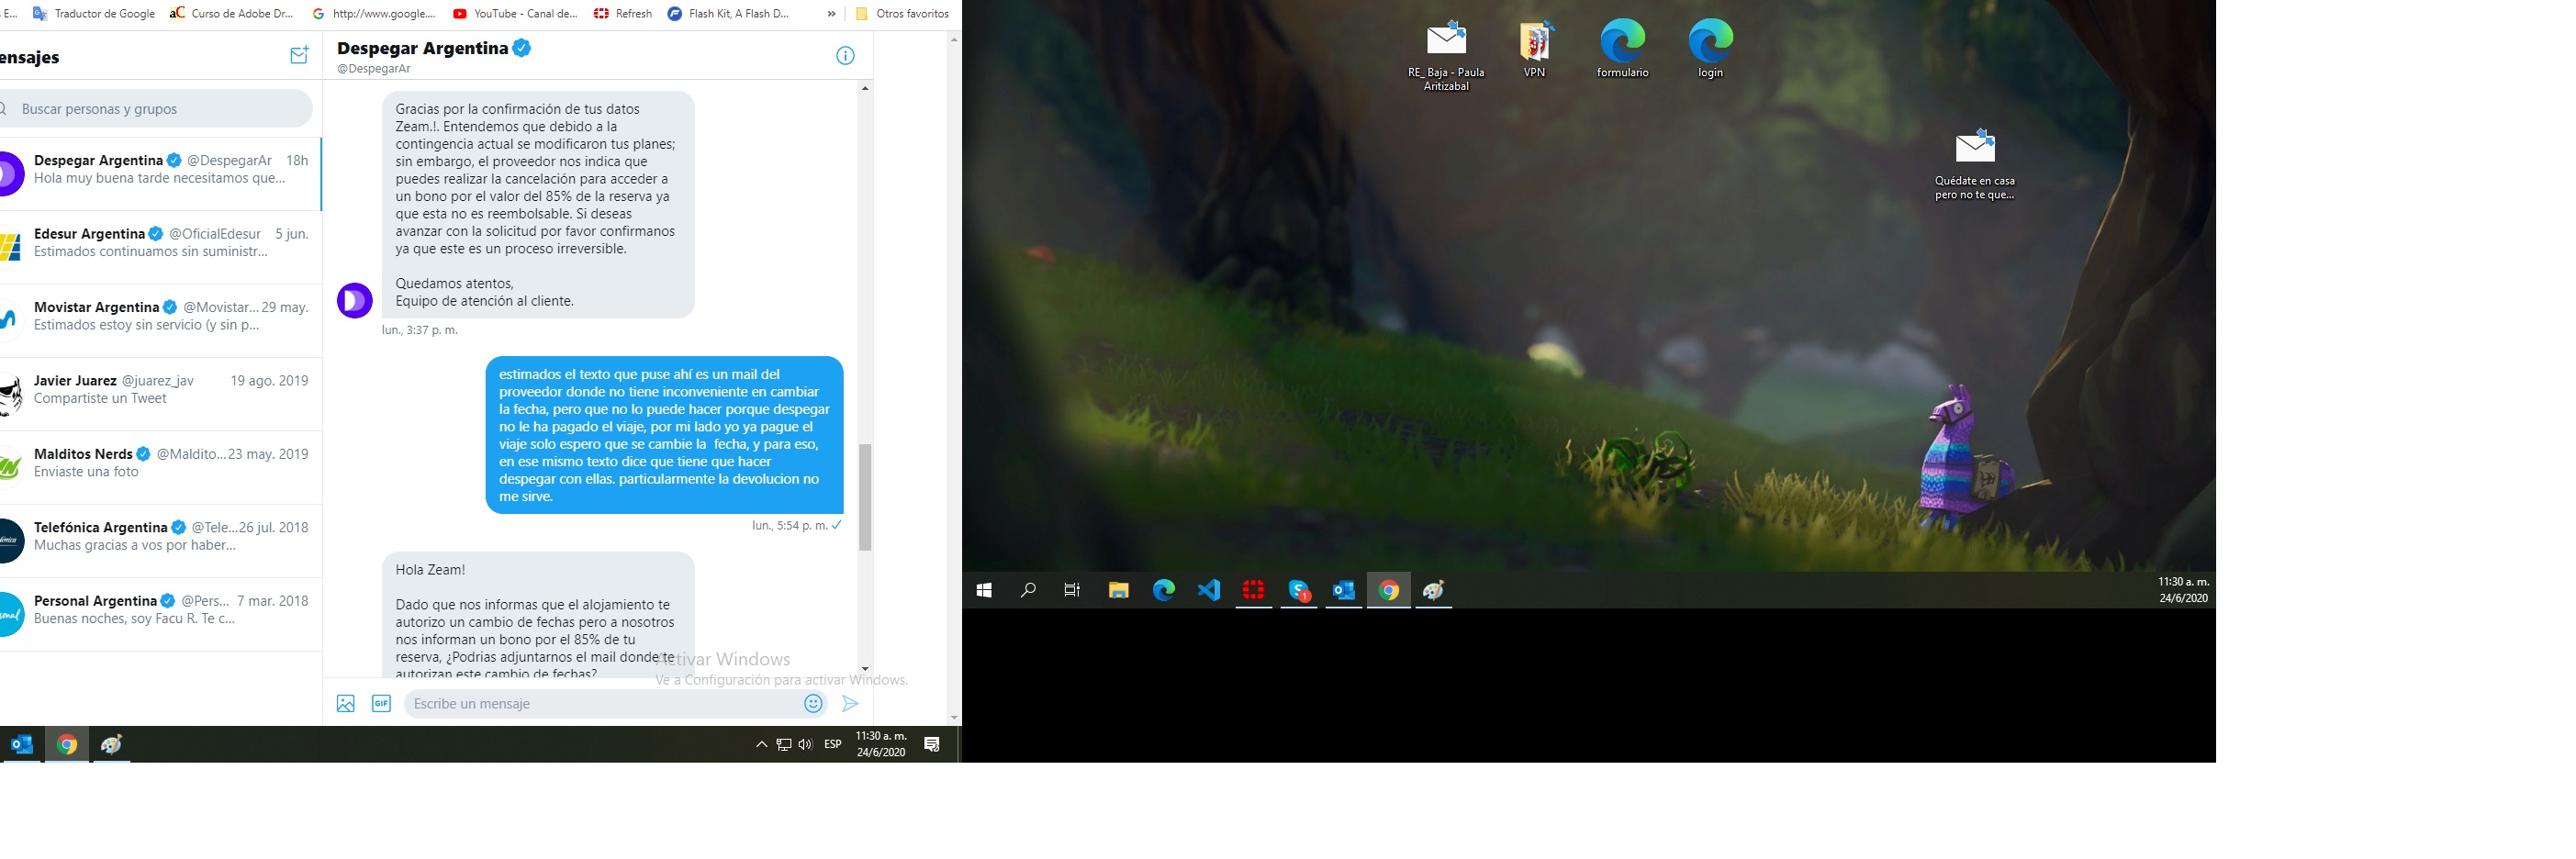 E...
Traductor de Google
Curso de Adobe Dr...
http://www.google....
YouTube - Canal de...
Refresh
Flash Kit, A Flash D...
»
Otros favoritos
ensajes
Buscar personas y grupos
Despegar Argentina @DespegarAr 18h
Hola muy buena tarde necesitamos que...
Edesur Argentina @OficialEdesur 5 jun.
Estimados continuamos sin suministr...
Movistar Argentina @Movistar... 29 may.
Estimados estoy sin servicio (y sin p...
Javier Juarez @juarez_jav 19 ago. 2019
Compartiste un Tweet
Malditos Nerds @Maldito... 23 may. 2019
Enviaste una foto
Telefónica Argentina @Tele... 26 jul. 2018
Muchas gracias a vos por haber...
Personal Argentina @Pers... 7 mar. 2018
Buenas noches, soy Facu R. Te c...
Despegar Argentina
@DespegarAr
Gracias por la confirmación de tus datos
Zeam.!. Entendemos que debido a la
contingencia actual se modificaron tus planes;
sin embargo, el proveedor nos indica que
puedes realizar la cancelación para acceder a
un bono por el valor del 85% de la reserva ya
que esta no es reembolsable. Si deseas
avanzar con la solicitud por favor confirmanos
ya que este es un proceso irreversible.
Quedamos atentos,
Equipo de atención al cliente.
lun., 3:37 p. m.
estimados el texto que puse ahí es un mail del
proveedor donde no tiene inconveniente en cambiar
la fecha, pero que no lo puede hacer porque despegar
no le ha pagado el viaje, por mi lado yo ya pague el
viaje solo espero que se cambie la fecha, y para eso,
en ese mismo texto dice que tiene que hacer
despegar con ellas. particularmente la devolucion no
me sirve.
lun., 5:54 p. m.
Hola Zeam!
Dado que nos informas que el alojamiento te
autorizo un cambio de fechas pero a nosotros
nos informan un bono por el 85% de tu
reserva, ¿Podrias adjuntarnos el mail donde te
autorizan este cambio de fechas?
Activar Windows
Ve a Configuración para activar Windows.
GIF
Escribe un mensaje
ESP
11:30 a. m.
24/6/2020
RE_ Baja - Paula
Aritizabal
VPN
formulario
login
Quédate en casa
pero no te que...
1
11:30 a. m.
24/6/2020